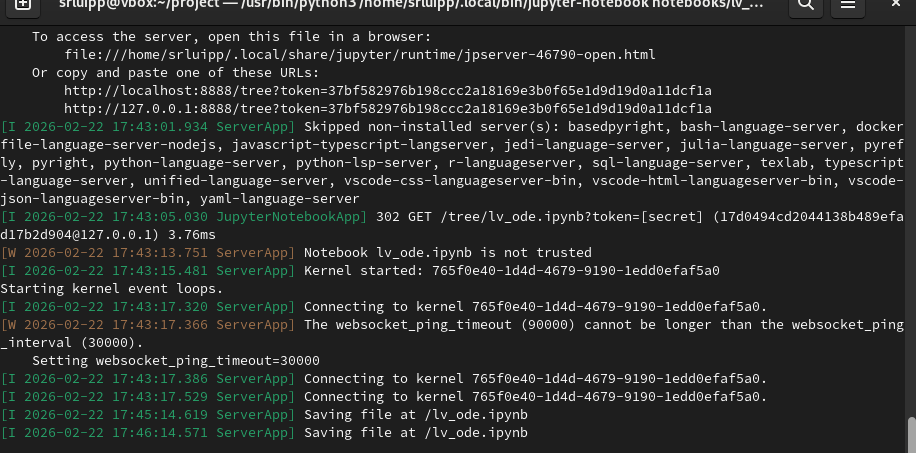 srluipp@vbox:~/project — /usr/bin/python3 /home/srluipp/.local/bin/jupyter-notebook notebooks/lv_...
    To access the server, open this file in a browser:
        file:///home/srluipp/.local/share/jupyter/runtime/jpserver-46790-open.html
    Or copy and paste one of these URLs:
        http://localhost:8888/tree?token=37bf582976b198ccc2a18169e3b0f65e1d9d19d0a11dcf1a
        http://127.0.0.1:8888/tree?token=37bf582976b198ccc2a18169e3b0f65e1d9d19d0a11dcf1a
[I 2026-02-22 17:43:01.934 ServerApp] Skipped non-installed server(s): basedpyright, bash-language-server, docker
file-language-server-nodejs, javascript-typescript-langserver, jedi-language-server, julia-language-server, pyref
ly, pyright, python-language-server, python-lsp-server, r-languageserver, sql-language-server, texlab, typescript
-language-server, unified-language-server, vscode-css-languageserver-bin, vscode-html-languageserver-bin, vscode-
json-languageserver-bin, yaml-language-server
[I 2026-02-22 17:43:05.030 JupyterNotebookApp] 302 GET /tree/lv_ode.ipynb?token=[secret] (17d0494cd2044138b489efa
d17b2d904@127.0.0.1) 3.76ms
[W 2026-02-22 17:43:13.751 ServerApp] Notebook lv_ode.ipynb is not trusted
[I 2026-02-22 17:43:15.481 ServerApp] Kernel started: 765f0e40-1d4d-4679-9190-1edd0efaf5a0
Starting kernel event loops.
[I 2026-02-22 17:43:17.320 ServerApp] Connecting to kernel 765f0e40-1d4d-4679-9190-1edd0efaf5a0.
[W 2026-02-22 17:43:17.366 ServerApp] The websocket_ping_timeout (90000) cannot be longer than the websocket_ping
_interval (30000).
    Setting websocket_ping_timeout=30000
[I 2026-02-22 17:43:17.386 ServerApp] Connecting to kernel 765f0e40-1d4d-4679-9190-1edd0efaf5a0.
[I 2026-02-22 17:43:17.529 ServerApp] Connecting to kernel 765f0e40-1d4d-4679-9190-1edd0efaf5a0.
[I 2026-02-22 17:45:14.619 ServerApp] Saving file at /lv_ode.ipynb
[I 2026-02-22 17:46:14.571 ServerApp] Saving file at /lv_ode.ipynb